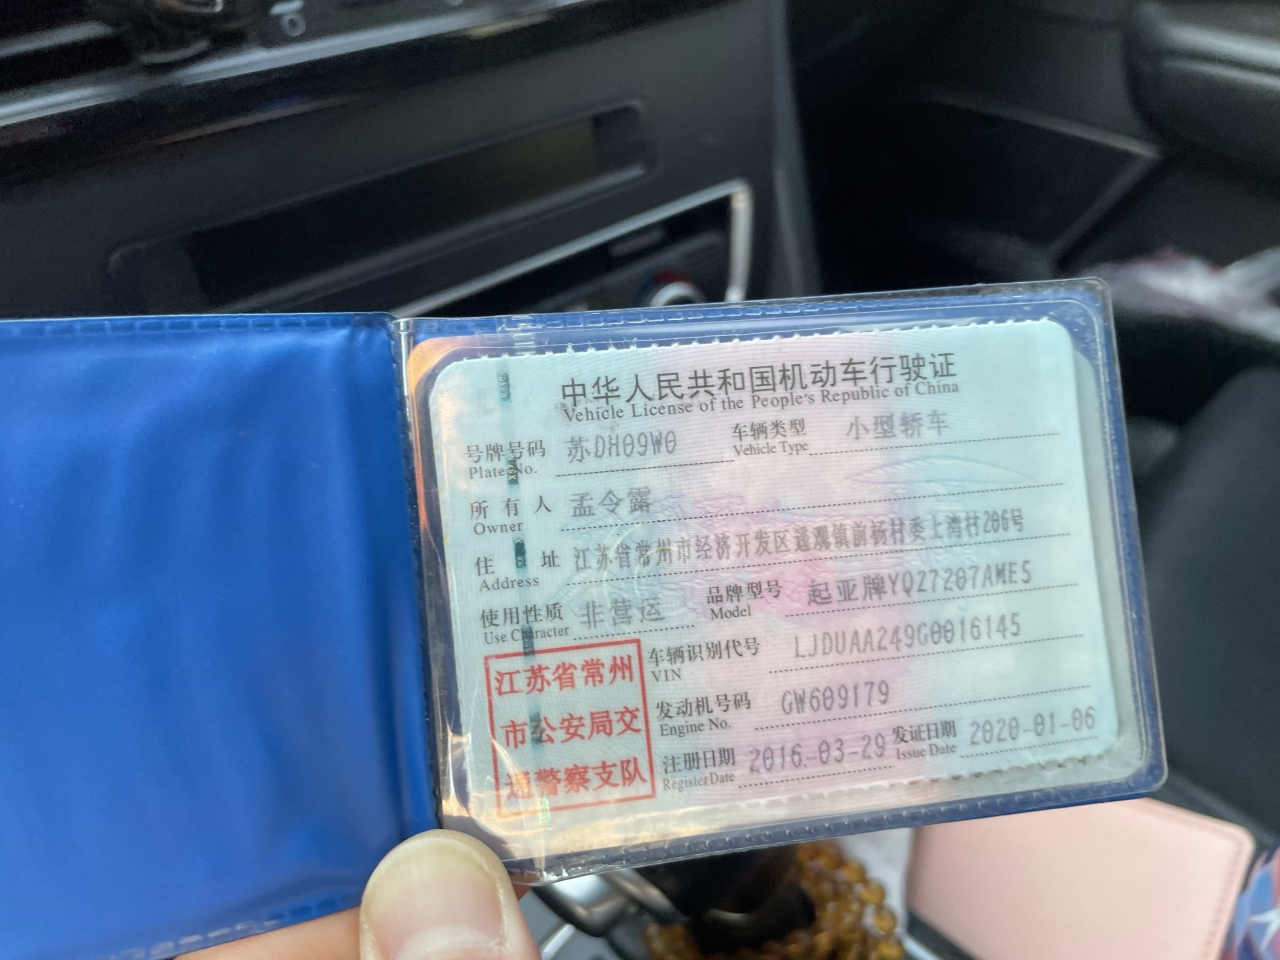 中华人民共和国机动车行驶证
Vehicle License of the People's Republic of China
号牌号码 苏DH09W0 车辆类型 小型轿车
Plate No. Vehicle Type
所有人 孟令露
Owner
住址 江苏省常州市经济开发区遥观镇前杨村委上湾村206号
Address
使用性质 非营运 品牌型号 起亚牌YQZ7207AME5
Use Character Model
车辆识别代号 LJDUAA249G0016145
VIN
发动机号码 GW609179
Engine No.
注册日期 2016-03-29 发证日期 2020-01-06
Register Date Issue Date
江苏省常州
市公安局交
通警察支队